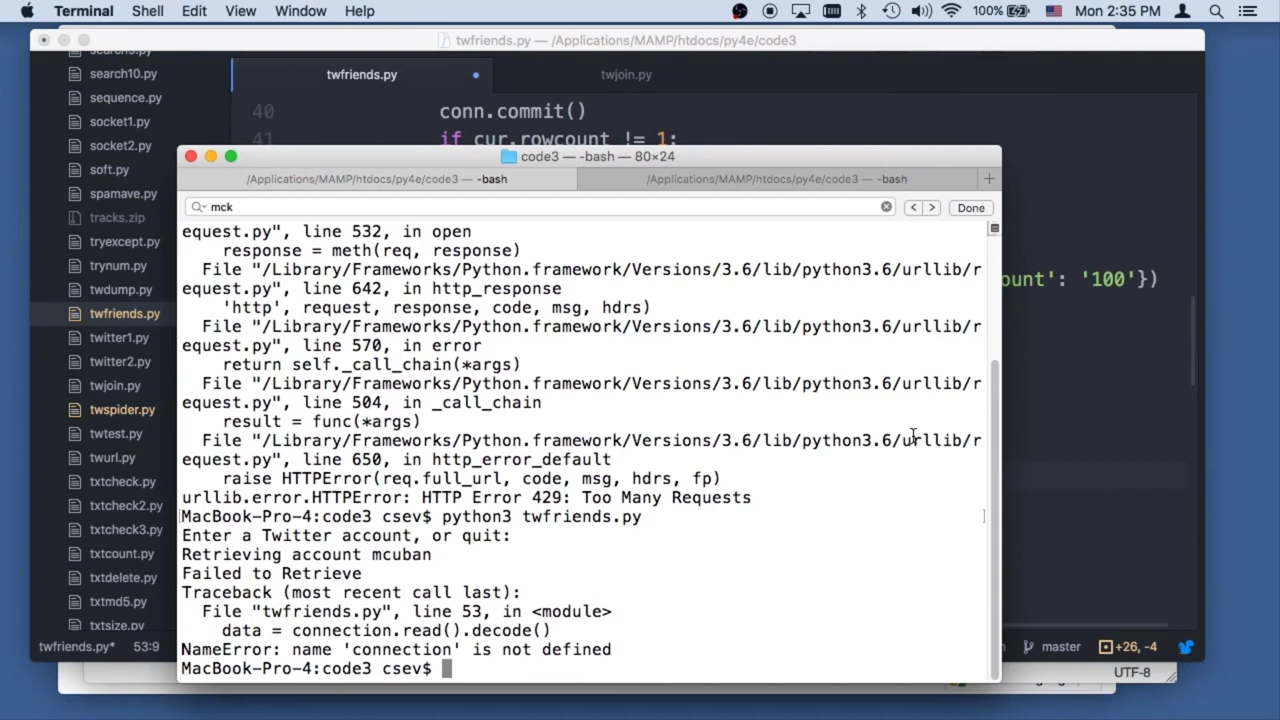 Terminal Shell Edit View Window Help 100% Mon 2:35 PM
twfriends.py — /Applications/MAMP/htdocs/py4e/code3
search10.py
sequence.py
socket1.py
socket2.py
soft.py
spamave.py
tracks.zip
tryexcept.py
trynum.py
twdump.py
twfriends.py
twitter1.py
twitter2.py
twjoin.py
twspider.py
twtest.py
twurl.py
txtcheck.py
txtcheck2.py
txtcheck3.py
txtcount.py
txtdelete.py
txtmd5.py
txtsize.py
twfriends.py twjoin.py
40 conn.commit()
41 if cur.rowcount != 1:
ount': '100'})
code3 — -bash — 80×24
/Applications/MAMP/htdocs/py4e/code3 — -bash /Applications/MAMP/htdocs/py4e/code3 — -bash +
mck < > Done
equest.py", line 532, in open
response = meth(req, response)
File "/Library/Frameworks/Python.framework/Versions/3.6/lib/python3.6/urllib/r
equest.py", line 642, in http_response
'http', request, response, code, msg, hdrs)
File "/Library/Frameworks/Python.framework/Versions/3.6/lib/python3.6/urllib/r
equest.py", line 570, in error
return self._call_chain(*args)
File "/Library/Frameworks/Python.framework/Versions/3.6/lib/python3.6/urllib/r
equest.py", line 504, in _call_chain
result = func(*args)
File "/Library/Frameworks/Python.framework/Versions/3.6/lib/python3.6/urllib/r
equest.py", line 650, in http_error_default
raise HTTPError(req.full_url, code, msg, hdrs, fp)
urllib.error.HTTPError: HTTP Error 429: Too Many Requests
MacBook-Pro-4:code3 csev$ python3 twfriends.py
Enter a Twitter account, or quit:
Retrieving account mcuban
Failed to Retrieve
Traceback (most recent call last):
File "twfriends.py", line 53, in <module>
data = connection.read().decode()
NameError: name 'connection' is not defined
MacBook-Pro-4:code3 csev$
twfriends.py* 53:9 master +26, -4
UTF-8